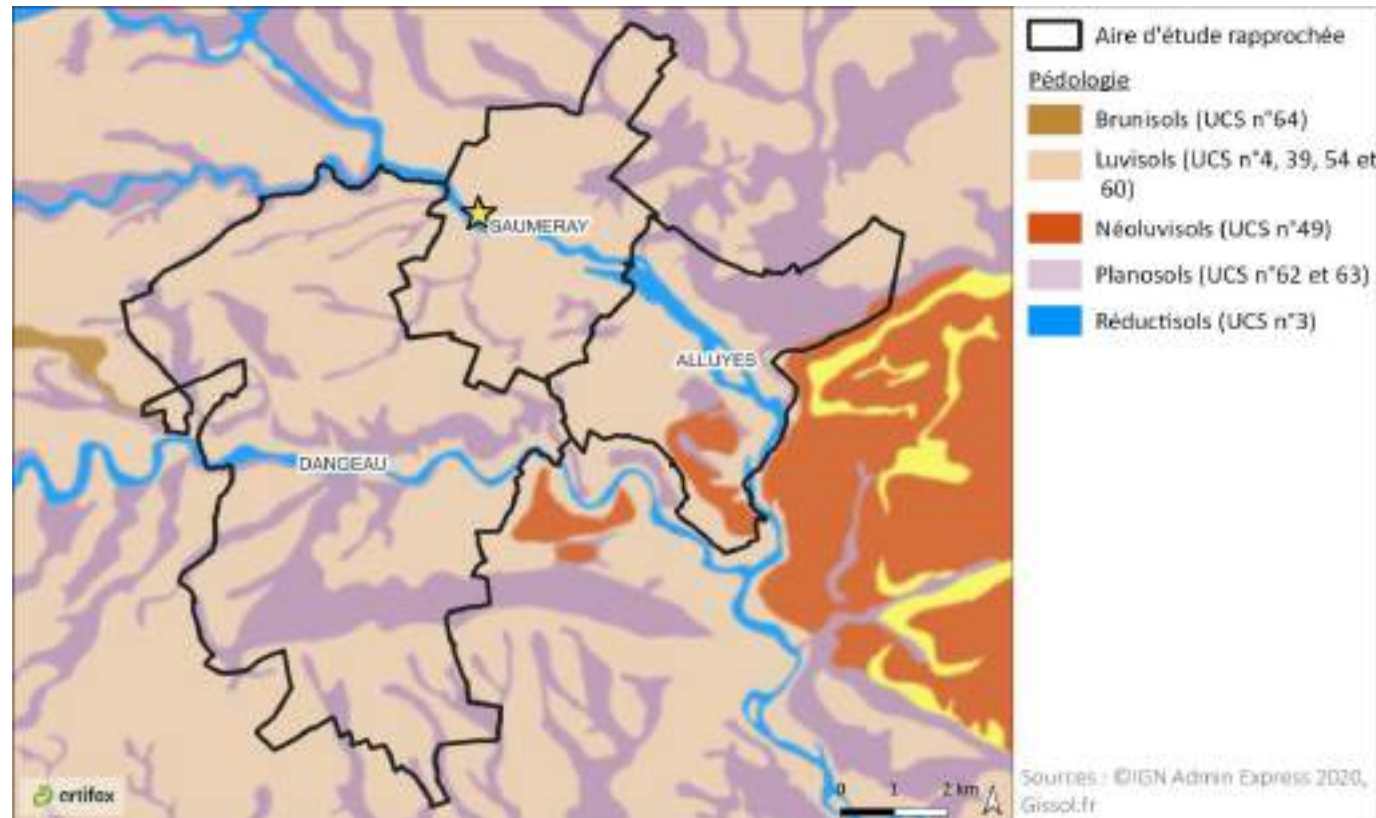 Aire d'étude rapprochée
Pédologie
Brunisols (UCS n°64)
Luvisols (UCS n°4, 39, 54 et
60)
Néoluvisols (UCS n°49)
Planosols (UCS n°62 et 63)
Réductisols (UCS n°3)
SAUMERAY
ALLUYES
DANGEAU
artifex
0 1 2 km
Sources : ©IGN Admin Express 2020,
Gissol.fr